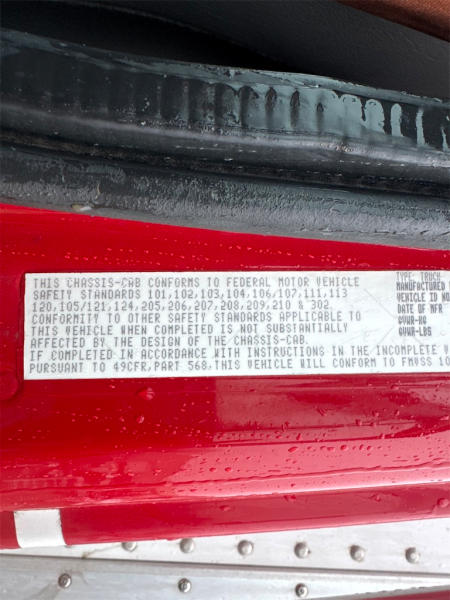 THIS CHASSIS-CAB CONFORMS TO FEDERAL MOTOR VEHICLE
SAFETY STANDARDS 101,102,103,104,106,107,111,113
120,105/121,124,205,206,207,208,209,210 & 302.
CONFORMITY TO OTHER SAFETY STANDARDS APPLICABLE TO
THIS VEHICLE WHEN COMPLETED IS NOT SUBSTANTIALLY
AFFECTED BY THE DESIGN OF THE CHASSIS-CAB.
IF COMPLETED IN ACCORDANCE WITH INSTRUCTIONS IN THE INCOMPLETE V
PURSUANT TO 49CFR,PART 568,THIS VEHICLE WILL CONFORM TO FMVSS 10
TYPE: TRUCK-
MANUFACTURED
VEHICLE ID NO
DATE OF MFR
GVWR-KG
GVWR-LBS